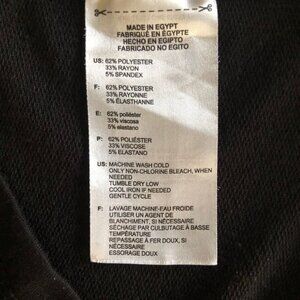 MADE IN EGYPT
FABRIQUÉ EN ÉGYPTE
HECHO EN EGIPTO
FABRICADO NO EGITO
US: 62% POLYESTER
33% RAYON
5% SPANDEX
F: 62% POLYESTER
33% RAYONNE
5% ÉLASTHANNE
E: 62% poliéster
33% viscosa
5% elastano
P: 62% POLIÉSTER
33% VISCOSE
5% ELASTANO
US: MACHINE WASH COLD
ONLY NON-CHLORINE BLEACH, WHEN
NEEDED
TUMBLE DRY LOW
COOL IRON IF NEEDED
GENTLE CYCLE
F: LAVAGE MACHINE-EAU FROIDE
UTILISER UN AGENT DE
BLANCHIMENT, SI NÉCESSAIRE
SÉCHAGE PAR CULBUTAGE À BASSE
TEMPÉRATURE
REPASSAGE À FER DOUX, SI
NÉCESSAIRE
ESSORAGE DOUX